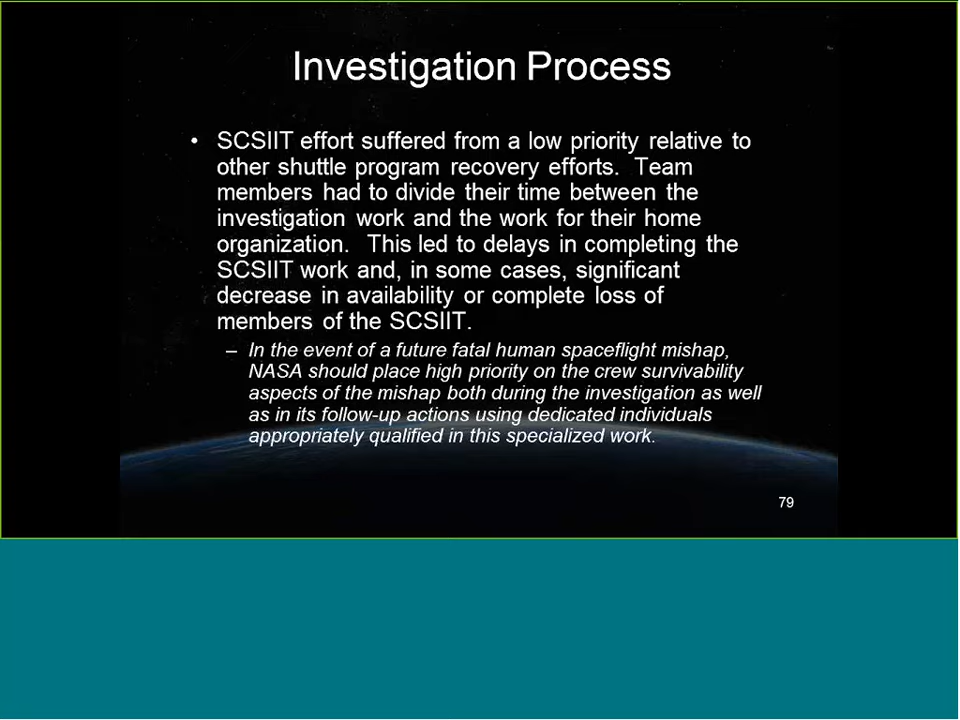 Investigation Process
• SCSIIT effort suffered from a low priority relative to
other shuttle program recovery efforts.  Team
members had to divide their time between the
investigation work and the work for their home
organization.  This led to delays in completing the
SCSIIT work and, in some cases, significant
decrease in availability or complete loss of
members of the SCSIIT.
– In the event of a future fatal human spaceflight mishap,
NASA should place high priority on the crew survivability
aspects of the mishap both during the investigation as well
as in its follow-up actions using dedicated individuals
appropriately qualified in this specialized work.
79